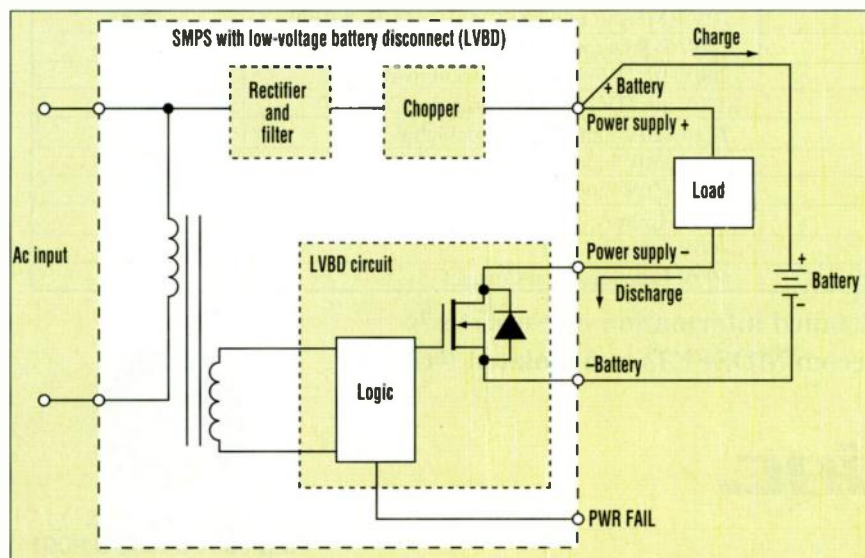 SMPS with low-voltage battery disconnect (LVBD)
Charge
Rectifier
and
filter
Chopper
+ Battery
Power supply +
Load
Ac input
LVBD circuit
Power supply –
Discharge
+
Battery
–
–Battery
Logic
PWR FAIL